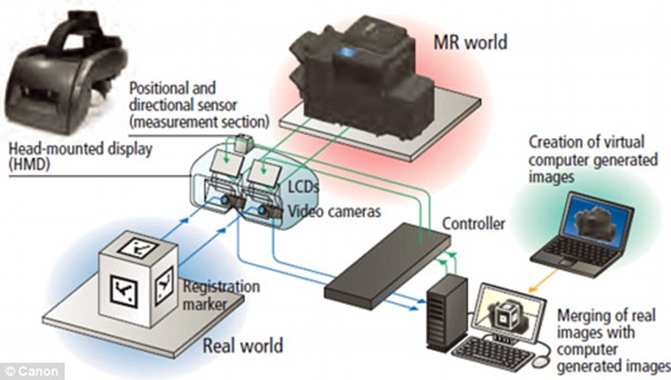 MR world
Positional and
directional sensor
(measurement section)
Head-mounted display
(HMD)
LCDs
Video cameras
Creation of virtual
computer generated
images
Controller
Registration
marker
Real world
Merging of real
images with
computer
generated images
© Canon